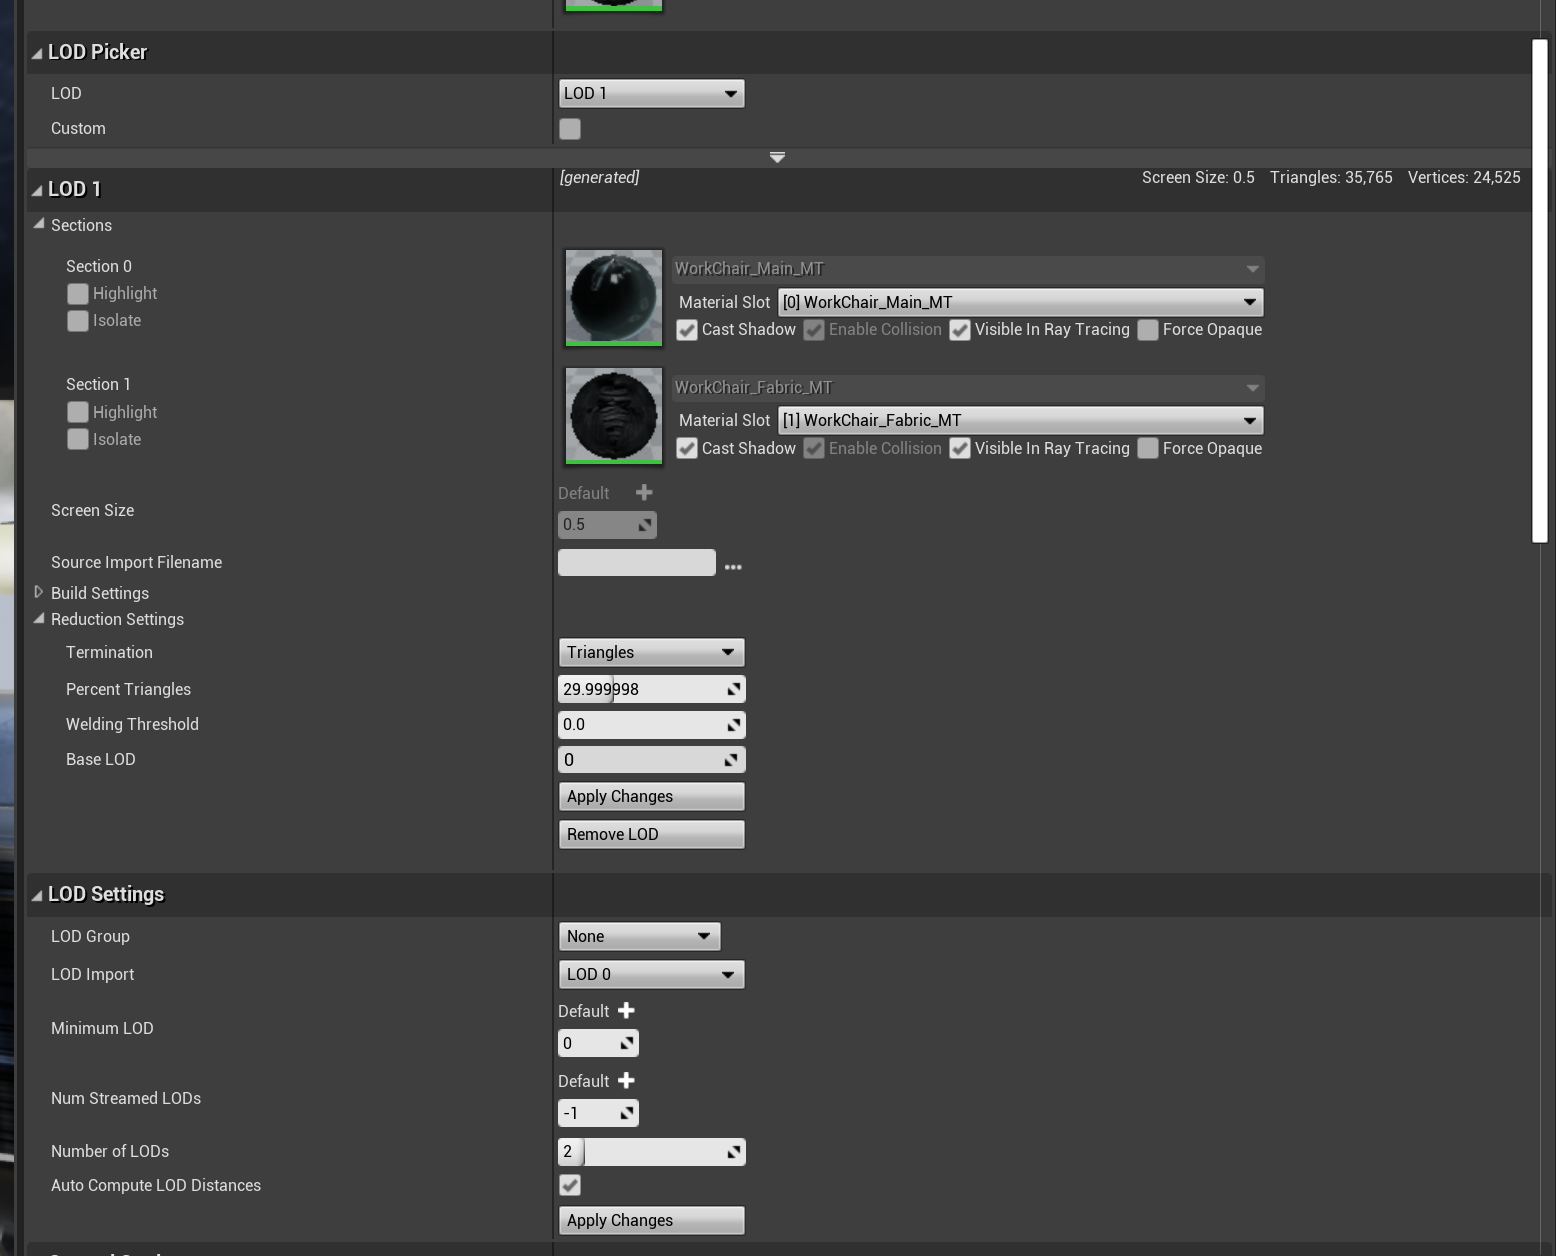 LOD Picker
LOD
LOD 1
Custom
LOD 1
[generated]
Screen Size: 0.5 Triangles: 35,765 Vertices: 24,525
Sections
Section 0
Highlight
Isolate
WorkChair_Main_MT
Material Slot [0] WorkChair_Main_MT
Cast Shadow Enable Collision Visible In Ray Tracing Force Opaque
Section 1
Highlight
Isolate
WorkChair_Fabric_MT
Material Slot [1] WorkChair_Fabric_MT
Cast Shadow Enable Collision Visible In Ray Tracing Force Opaque
Screen Size
Default
0.5
Source Import Filename
...
Build Settings
Reduction Settings
Termination
Triangles
Percent Triangles
29.999998
Welding Threshold
0.0
Base LOD
0
Apply Changes
Remove LOD
LOD Settings
LOD Group
None
LOD Import
LOD 0
Minimum LOD
Default
0
Num Streamed LODs
Default
-1
Number of LODs
2
Auto Compute LOD Distances
Apply Changes